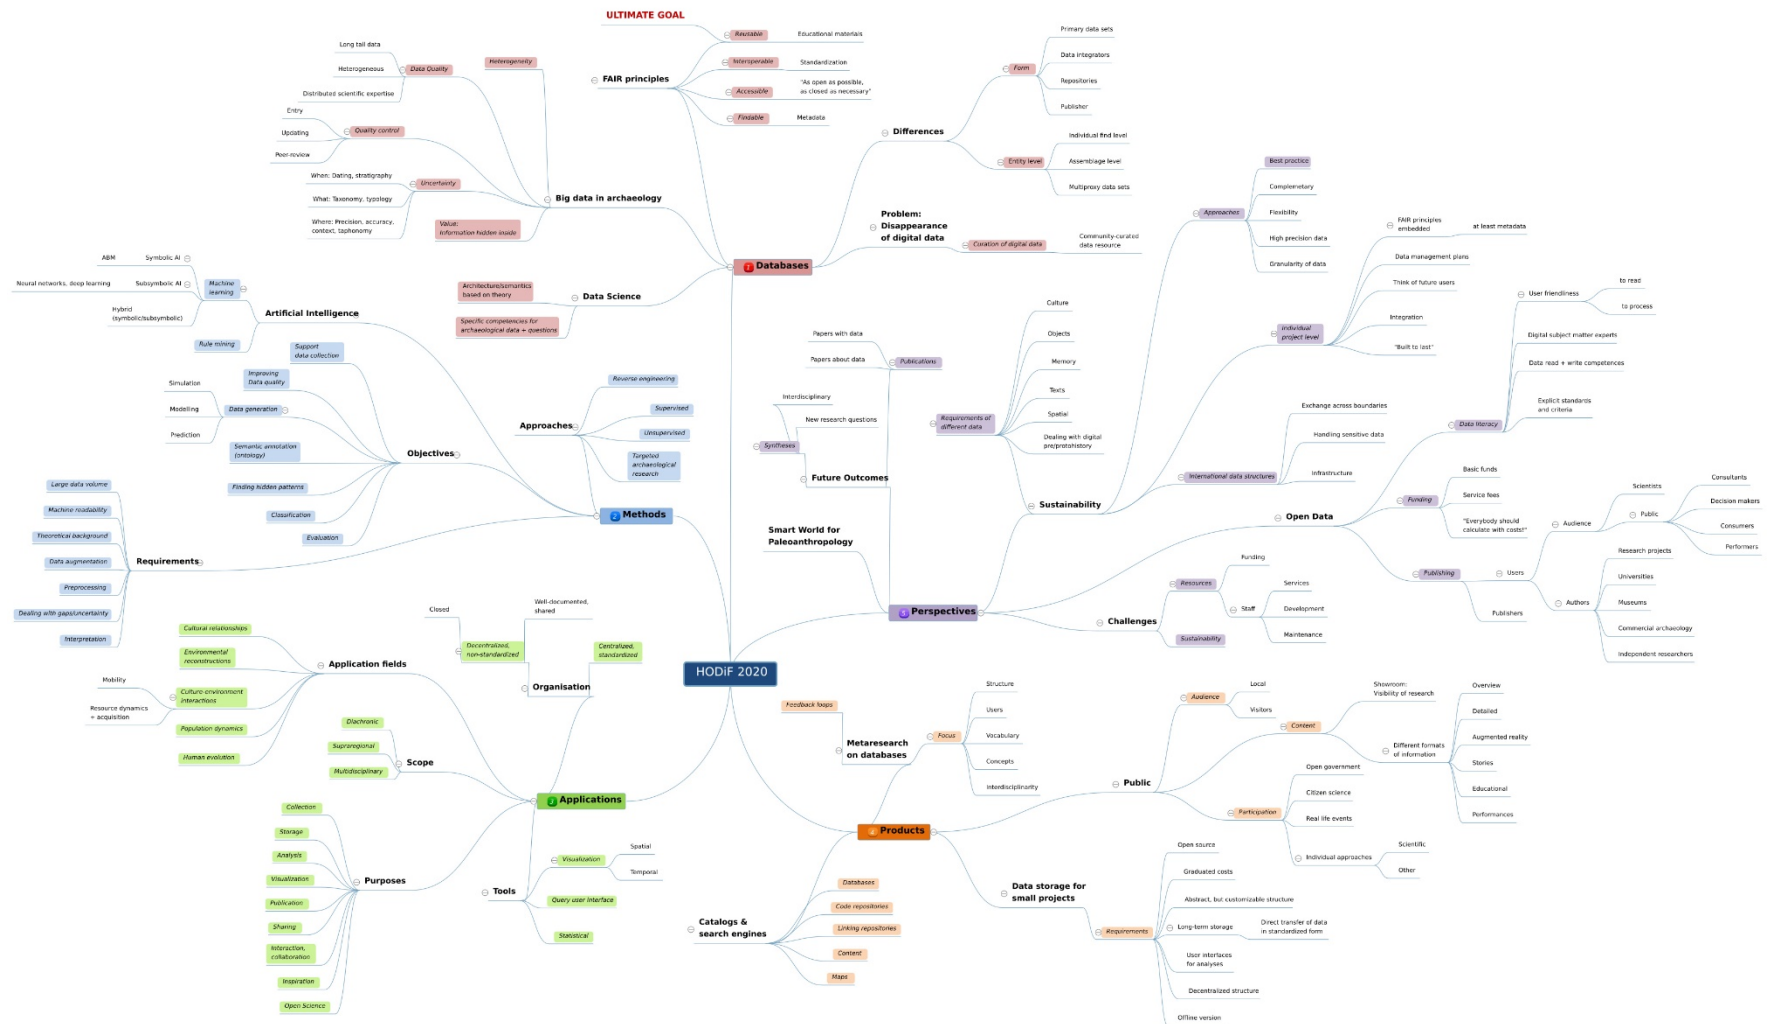 HODiF 2020
1 Databases
FAIR principles
ULTIMATE GOAL
Reusable
Educational materials
Interoperable
Standardization
Accessible
"As open as possible,
as closed as necessary"
Findable
Metadata
Differences
Form
Primary data sets
Data integrators
Repositories
Publisher
Entity level
Individual find level
Assemblage level
Multiproxy data sets
Problem:
Disappearance
of digital data
Curation of digital data
Community-curated
data resource
Big data in archaeology
Heterogeneity
Data Quality
Long tail data
Heterogeneous
Distributed scientific expertise
Quality control
Entry
Updating
Peer-review
Uncertainty
When: Dating, stratigraphy
What: Taxonomy, typology
Where: Precision, accuracy,
context, taphonomy
Value:
Information hidden inside
Data Science
Architecture/semantics
based on theory
Specific competencies for
archaeological data + questions
2 Methods
Artificial Intelligence
Machine
learning
Symbolic AI
ABM
Subsymbolic AI
Neural networks, deep learning
Hybrid
(symbolic/subsymbolic)
Rule mining
Objectives
Support
data collection
Improving
Data quality
Data generation
Simulation
Modelling
Prediction
Semantic annotation
(ontology)
Finding hidden patterns
Classification
Evaluation
Approaches
Reverse engineering
Supervised
Unsupervised
Targeted
archaeological
research
Requirements
Large data volume
Machine readability
Theoretical background
Data augmentation
Preprocessing
Dealing with gaps/uncertainty
Interpretation
3 Applications
Organisation
Decentralized,
non-standardized
Closed
Well-documented,
shared
Centralized,
standardized
Application fields
Cultural relationships
Environmental
reconstructions
Culture-environment
interactions
Mobility
Resource dynamics
+ acquisition
Population dynamics
Human evolution
Scope
Diachronic
Supraregional
Multidisciplinary
Purposes
Collection
Storage
Analysis
Visualization
Publication
Sharing
Interaction,
collaboration
Inspiration
Open Science
Tools
Visualization
Spatial
Temporal
Query user interface
Statistical
4 Products
Metaresearch
on databases
Feedback loops
Focus
Structure
Users
Vocabulary
Concepts
Interdisciplinarity
Catalogs &
search engines
Databases
Code repositories
Linking repositories
Content
Maps
Public
Audience
Local
Visitors
Content
Showroom:
Visibility of research
Different formats
of information
Overview
Detailed
Augmented reality
Stories
Educational
Performances
Participation
Open government
Citizen science
Real life events
Individual approaches
Scientific
Other
Data storage for
small projects
Requirements
Open source
Graduated costs
Abstract, but customizable structure
Long-term storage
Direct transfer of data
in standardized form
User interfaces
for analyses
Decentralized structure
Offline version
5 Perspectives
Smart World for
Paleoanthropology
Future Outcomes
Publications
Papers with data
Papers about data
Syntheses
Interdisciplinary
New research questions
Sustainability
Requirements of
different data
Culture
Objects
Memory
Texts
Spatial
Dealing with digital
pre/protohistory
Approaches
Best practice
Complemetary
Flexibility
High precision data
Granularity of data
Individual
project level
FAIR principles
embedded
at least metadata
Data management plans
Think of future users
Integration
"Built to last"
International data structures
Exchange across boundaries
Handling sensitive data
Infrastructure
Open Data
Data literacy
User friendliness
to read
to process
Digital subject matter experts
Data read + write competences
Explicit standards
and criteria
Funding
Basic funds
Service fees
"Everybody should
calculate with costs!"
Publishing
Users
Audience
Scientists
Public
Consultants
Decision makers
Consumers
Performers
Authors
Research projects
Universities
Museums
Commercial archaeology
Independent researchers
Publishers
Challenges
Resources
Funding
Staff
Services
Development
Maintenance
Sustainability